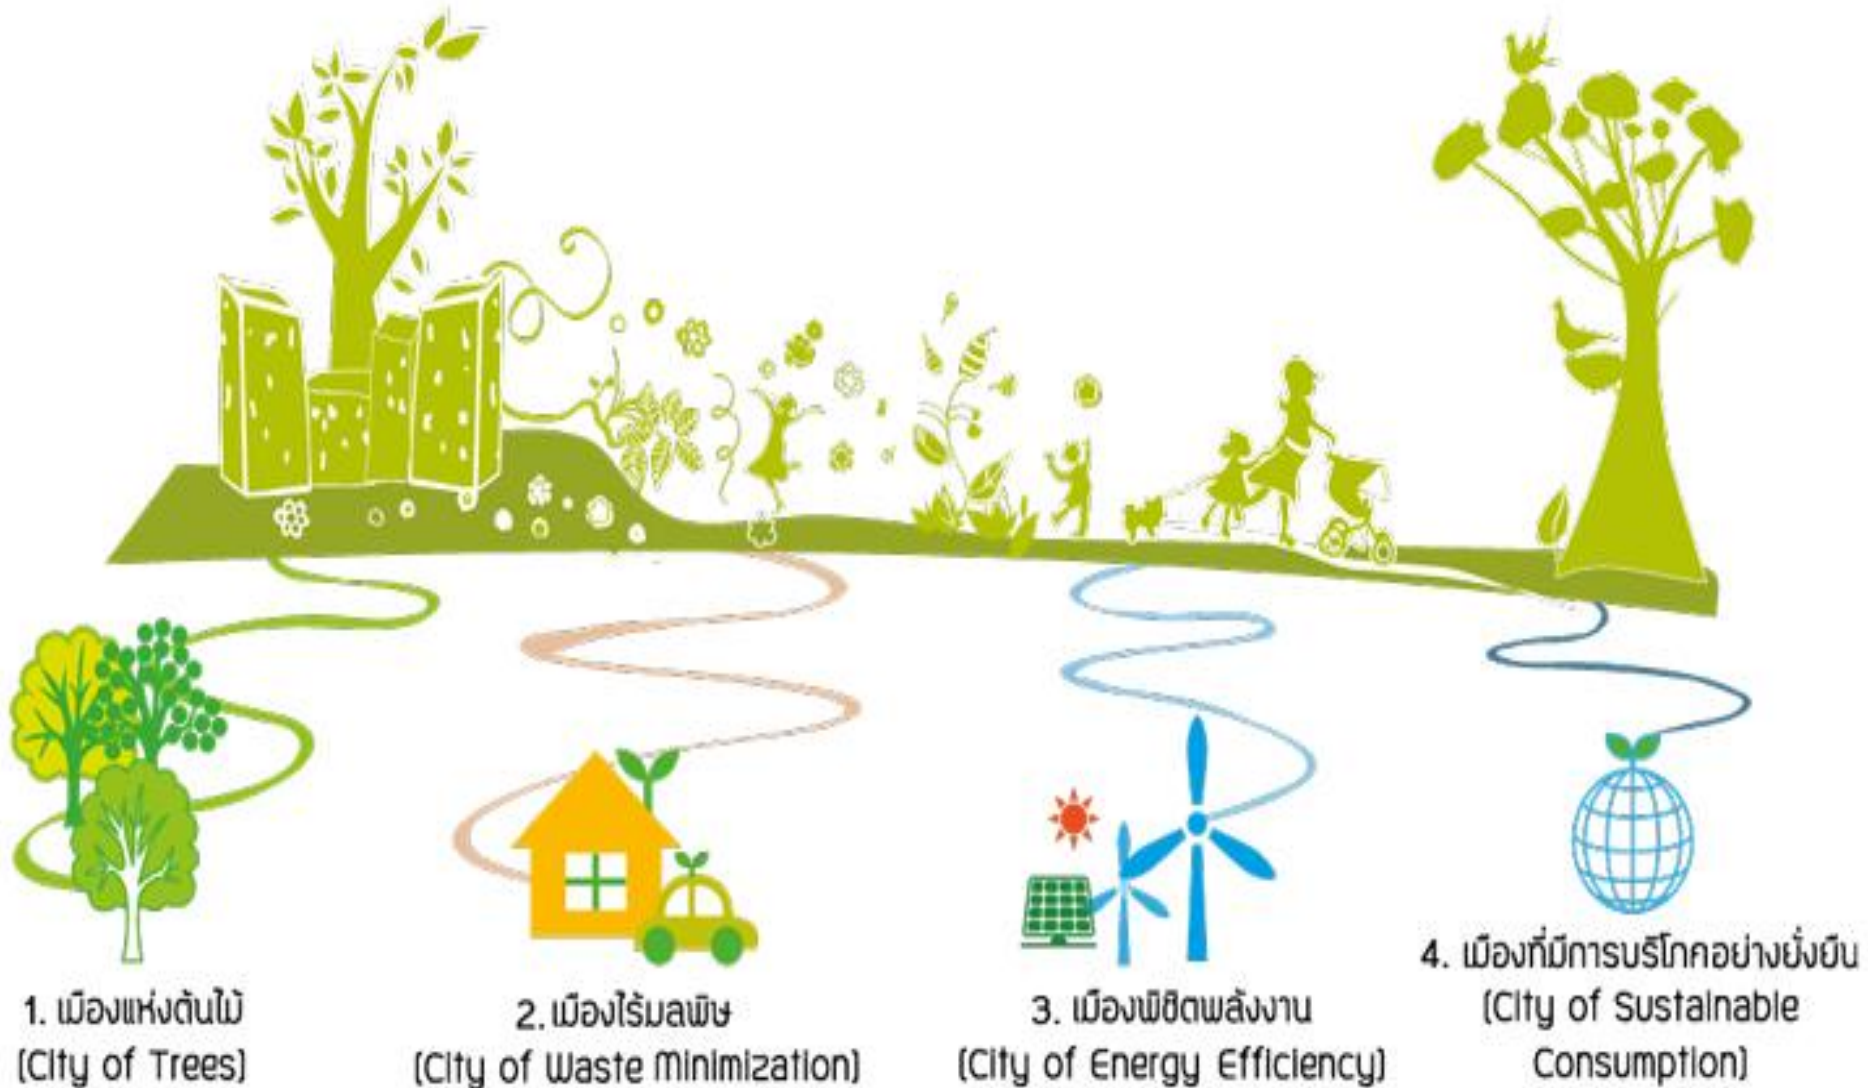 1. เมืองแห่งต้นไม้
(City of Trees)
2. เมืองไร้มลพิษ
(City of Waste Minimization)
3. เมืองพิชิตพลังงาน
(City of Energy Efficiency)
4. เมืองที่มีการบริโภคอย่างยั่งยืน
(City of Sustainable
Consumption)